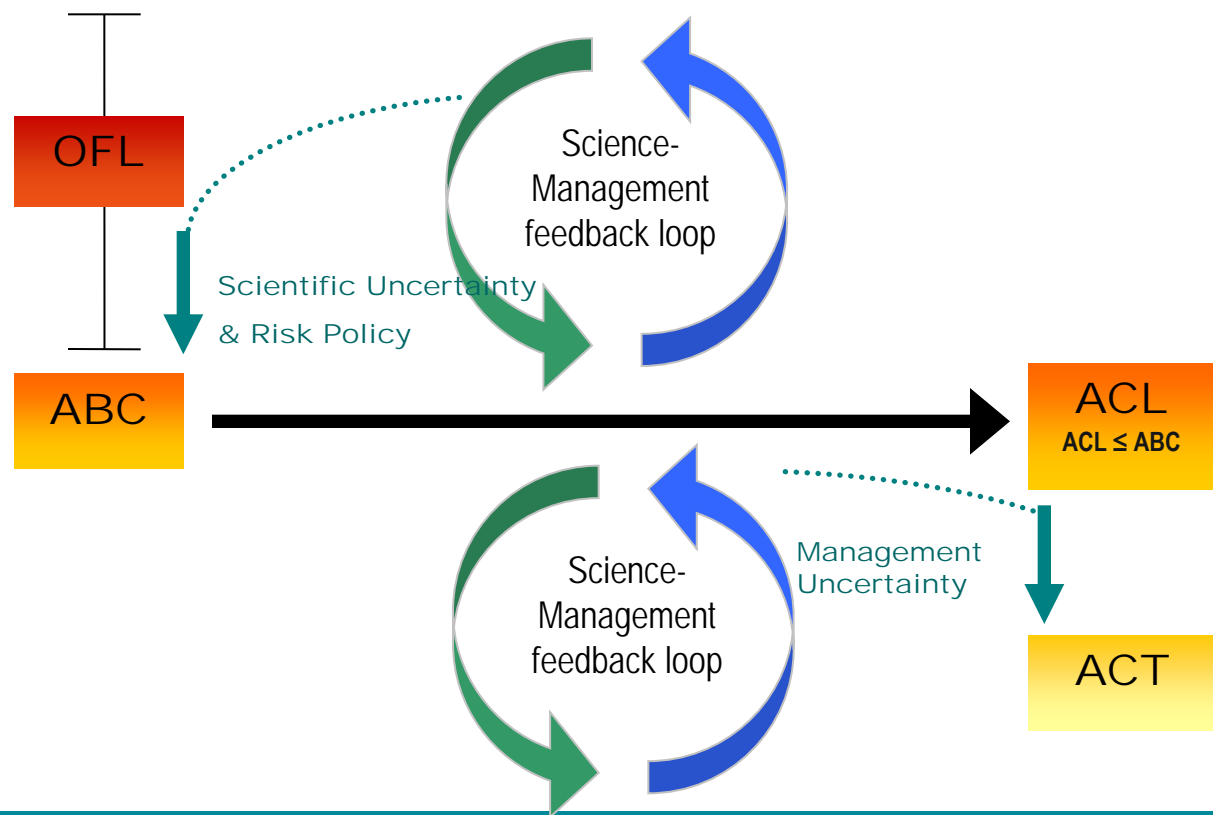 OFL
Science-
Management
feedback loop
Scientific Uncertainty
& Risk Policy
ABC
ACL
ACL ≤ ABC
Science-
Management
feedback loop
Management
Uncertainty
ACT